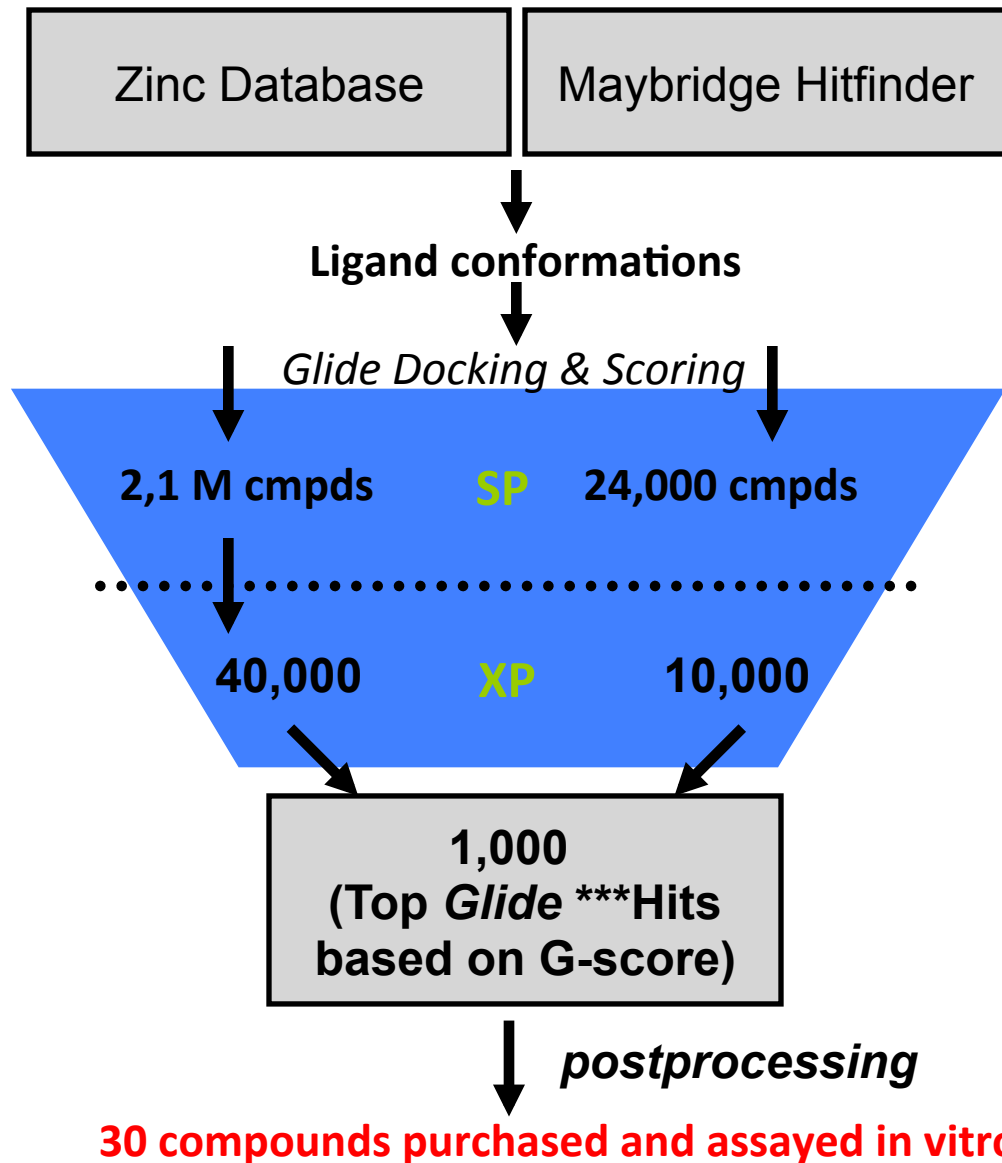 Zinc Database
Maybridge Hitfinder
Ligand conformations
Glide Docking & Scoring
2,1 M cmpds SP 24,000 cmpds
40,000 XP 10,000
1,000
(Top Glide ***Hits
based on G-score)
postprocessing
30 compounds purchased and assayed in vitro